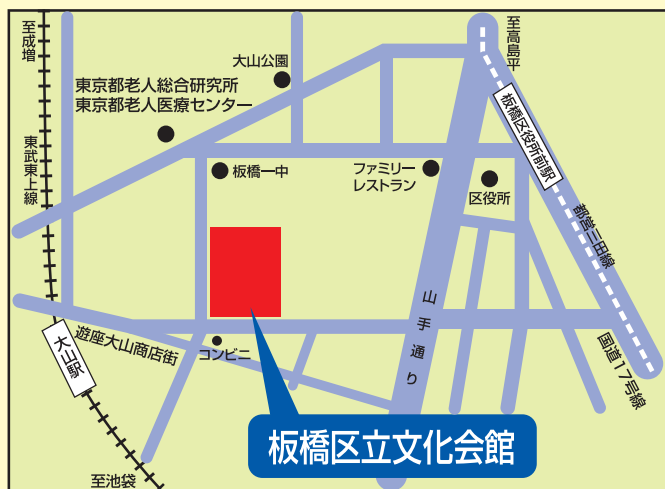 至成増
至高島平
大山公園
東京都老人総合研究所
東京都老人医療センター
東武東上線
板橋一中
ファミリー
レストラン
区役所
板橋区役所前駅
都営三田線
山手通り
国道17号線
遊座大山商店街
コンビニ
大山駅
板橋区立文化会館
至池袋